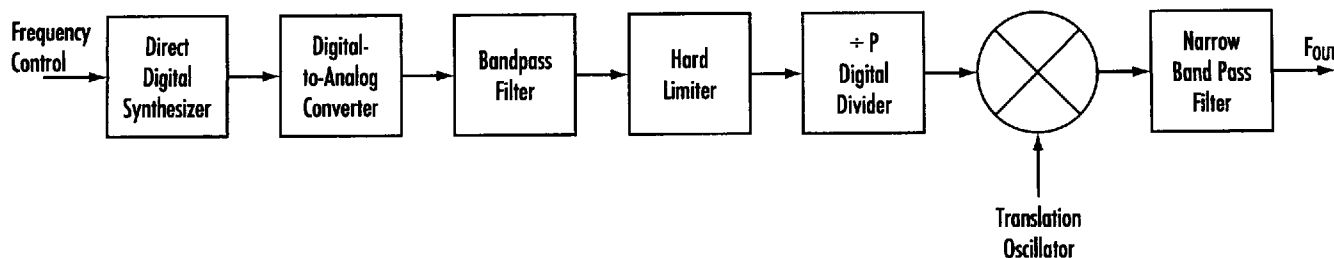 Frequency
Control
Direct
Digital
Synthesizer
Digital-
to-Analog
Converter
Bandpass
Filter
Hard
Limiter
÷ P
Digital
Divider
Narrow
Band Pass
Filter
FOUT
Translation
Oscillator